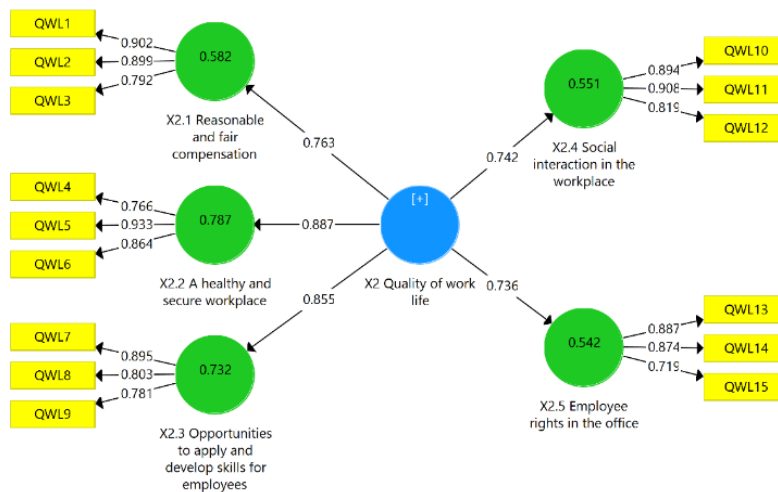 QWL1
QWL2
QWL3
0.902
0.899
0.792
0.582
X2.1 Reasonable
and fair
compensation
0.763
QWL4
QWL5
QWL6
0.766
0.933
0.864
0.787
X2.2 A healthy and
secure workplace
0.887
QWL7
QWL8
QWL9
0.895
0.803
0.781
0.732
X2.3 Opportunities
to apply and
develop skills for
employees
0.855
[+]
X2 Quality of work
life
0.742
0.551
X2.4 Social
interaction in the
workplace
0.894
0.908
0.819
QWL10
QWL11
QWL12
0.736
0.542
X2.5 Employee
rights in the office
0.887
0.874
0.719
QWL13
QWL14
QWL15